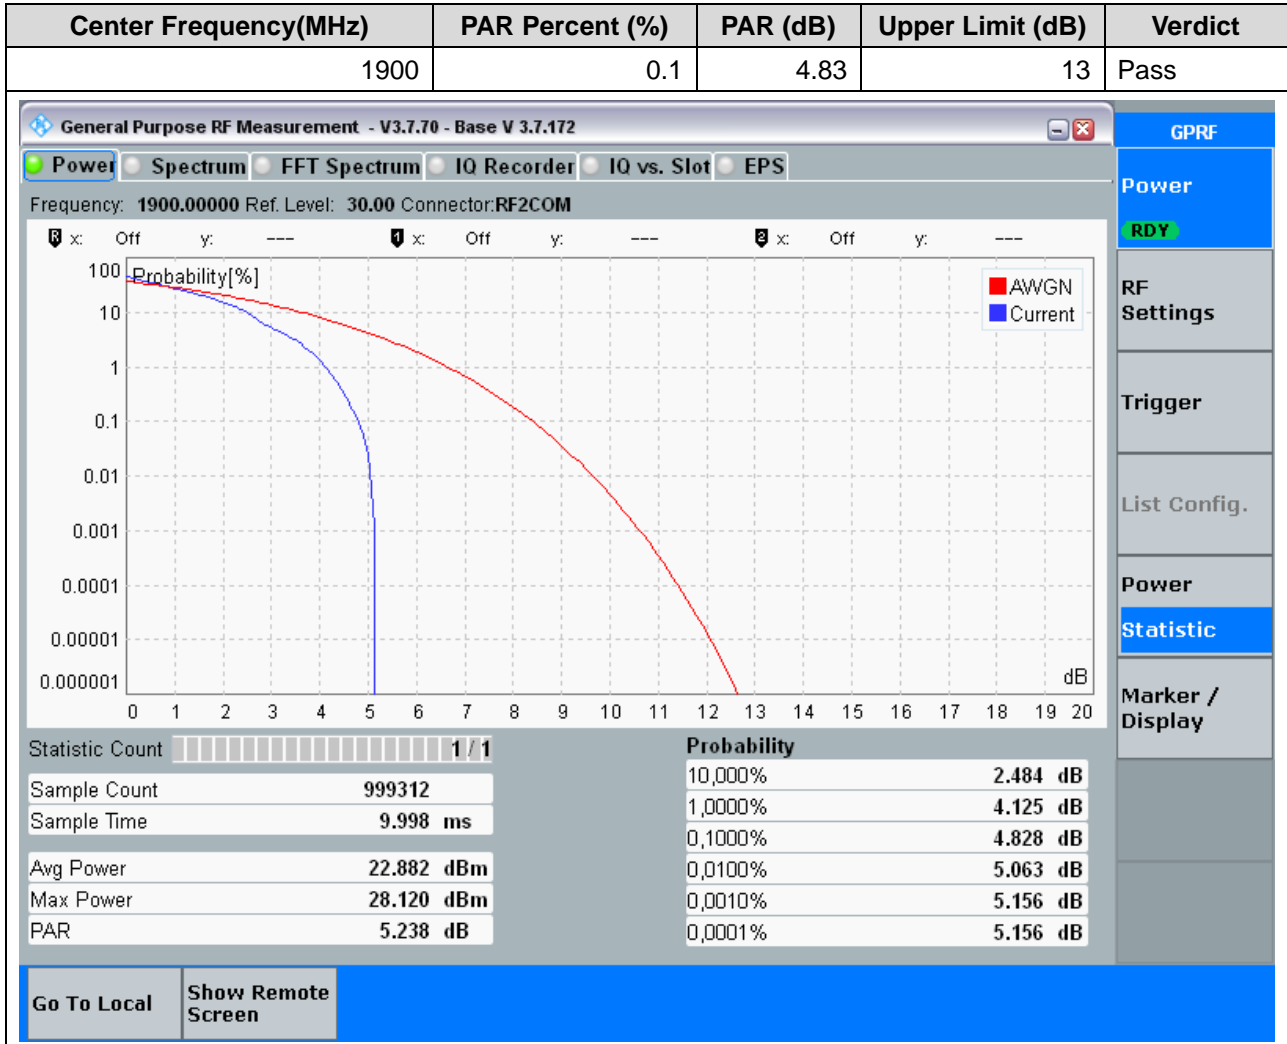 Center Frequency(MHz) PAR Percent (%) PAR (dB) Upper Limit (dB) Verdict
1900 0.1 4.83 13 Pass
General Purpose RF Measurement - V3.7.70 - Base V 3.7.172
GPRF
Power Spectrum FFT Spectrum IQ Recorder IQ vs. Slot EPS
Frequency: 1900.00000 Ref. Level: 30.00 Connector:RF2COM
R x: Off y: --- 1 x: Off y: --- 2 x: Off y: ---
Power
RDY
RF
Settings
Trigger
List Config.
Power
Statistic
Marker /
Display
Probability[%]
AWGN
Current
100
10
1
0.1
0.01
0.001
0.0001
0.00001
0.000001
dB
0 1 2 3 4 5 6 7 8 9 10 11 12 13 14 15 16 17 18 19 20
Statistic Count 1 / 1
Sample Count 999312
Sample Time 9.998 ms
Avg Power 22.882 dBm
Max Power 28.120 dBm
PAR 5.238 dB
Probability
10,000% 2.484 dB
1,0000% 4.125 dB
0,1000% 4.828 dB
0,0100% 5.063 dB
0,0010% 5.156 dB
0,0001% 5.156 dB
Go To Local
Show Remote
Screen